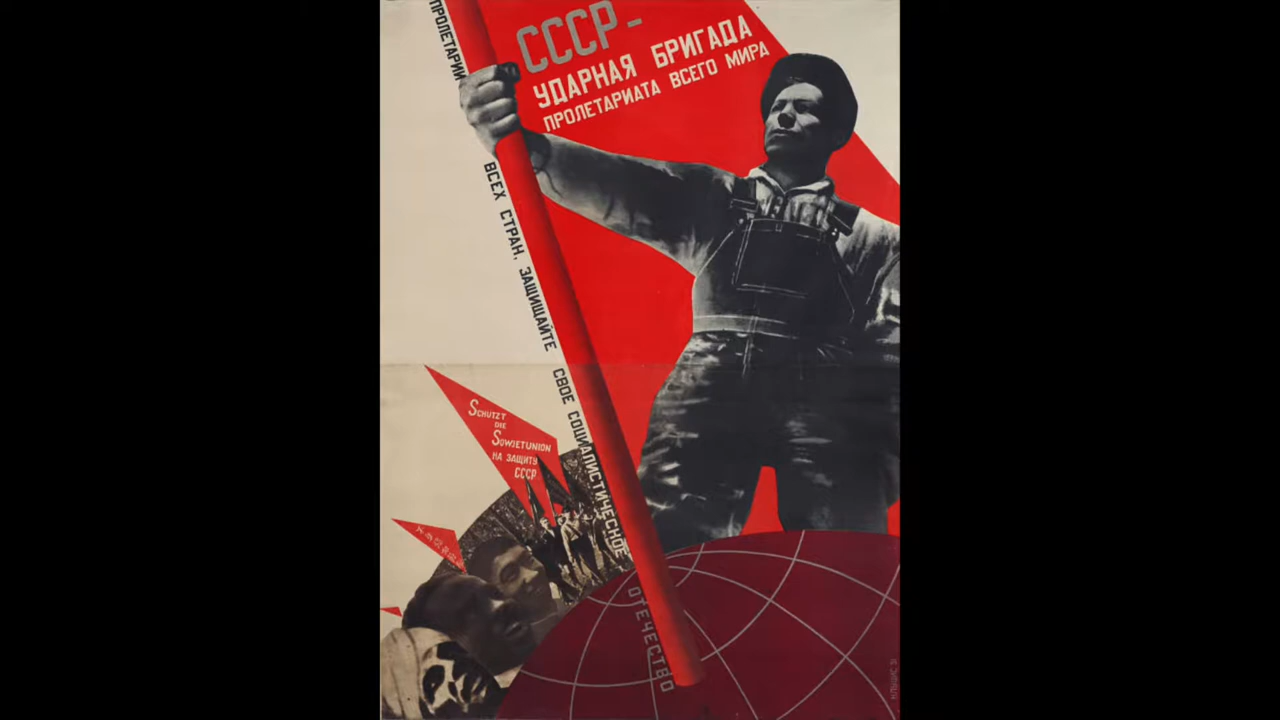 СССР–
УДАРНАЯ БРИГАДА
ПРОЛЕТАРИАТА ВСЕГО МИРА
ПРОЛЕТАРИИ ВСЕХ СТРАН, ЗАЩИЩАЙТЕ СВОЕ СОЦИАЛИСТИЧЕСКОЕ ОТЕЧЕСТВО
SCHUTZT
DIE
SOWJETUNION
НА ЗАЩИТУ
СССР